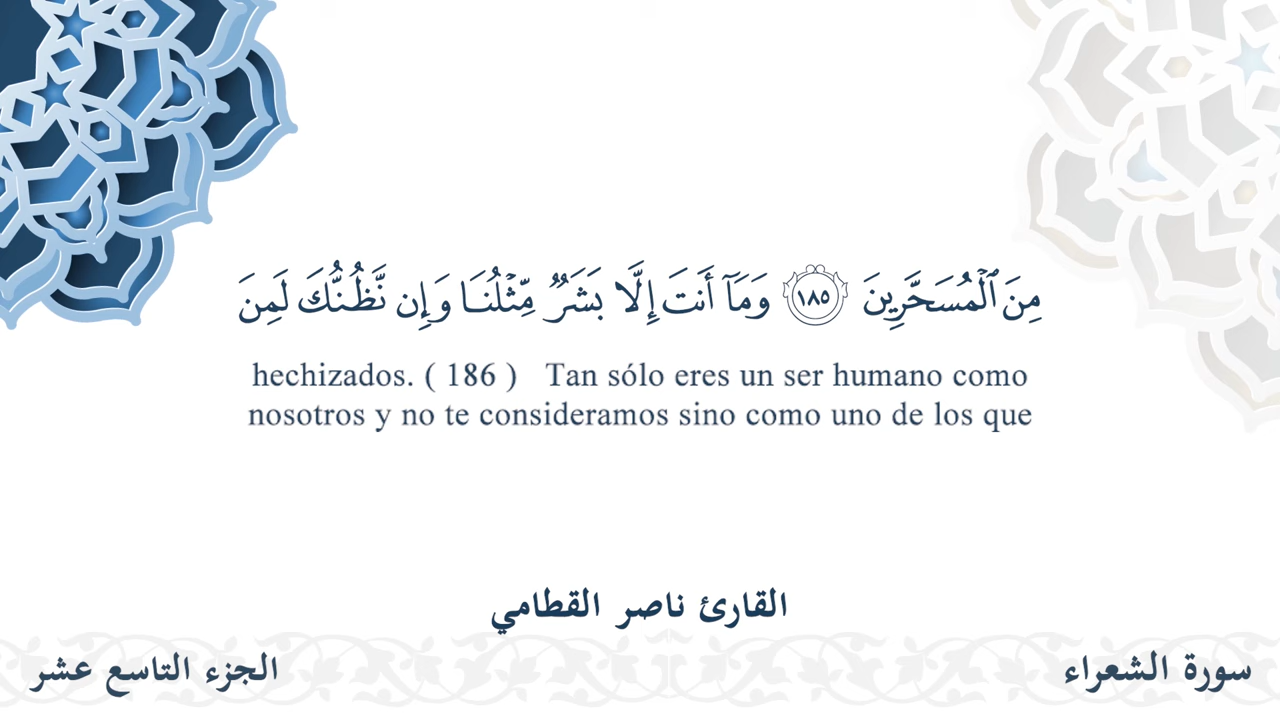 مِنَ ٱلْمُسَحَّرِينَ ١٨٥ وَمَآ أَنتَ إِلَّا بَشَرٌ مِّثْلُنَا وَإِن نَّظُنُّكَ لَمِنَ
hechizados. ( 186 ) Tan sólo eres un ser humano como
nosotros y no te consideramos sino como uno de los que
القارئ ناصر القطامي
سورة الشعراء
الجزء التاسع عشر